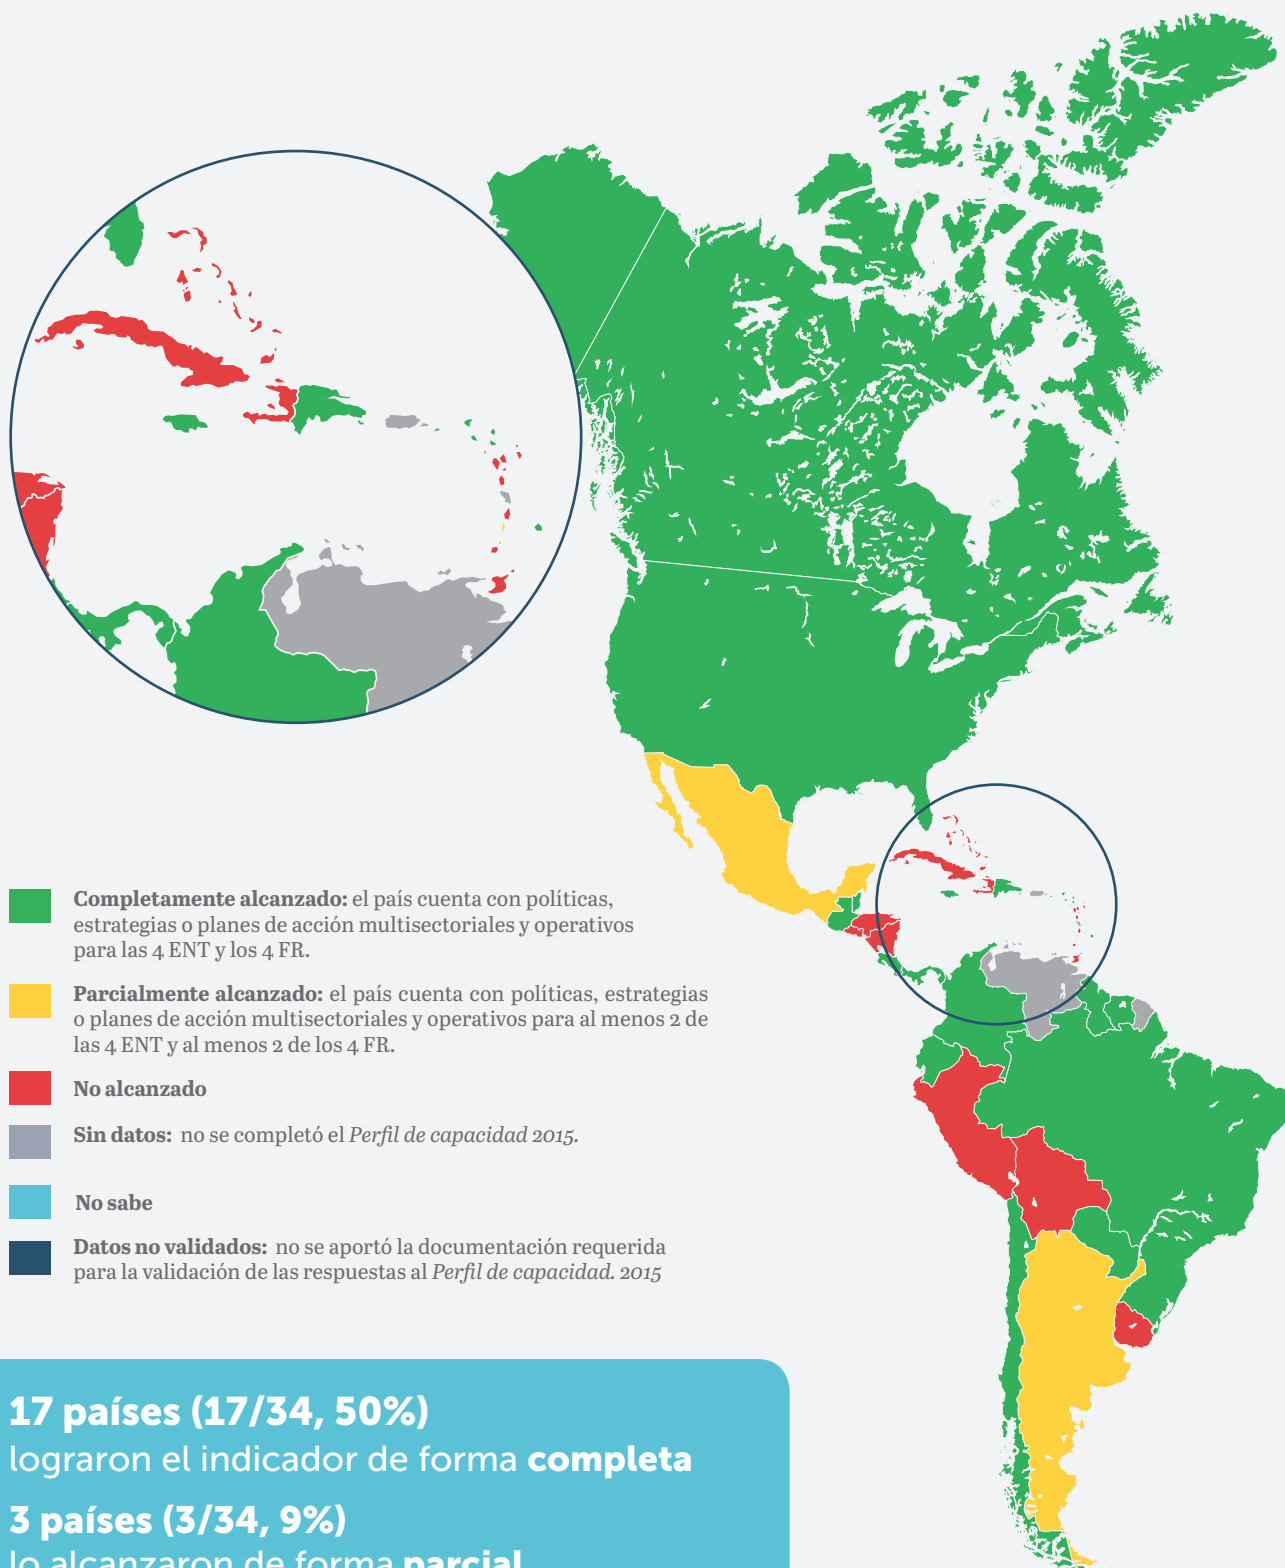 Completamente alcanzado: el país cuenta con políticas,
estrategias o planes de acción multisectoriales y operativos
para las 4 ENT y los 4 FR.
Parcialmente alcanzado: el país cuenta con políticas, estrategias
o planes de acción multisectoriales y operativos para al menos 2 de
las 4 ENT y al menos 2 de los 4 FR.
No alcanzado
Sin datos: no se completó el Perfil de capacidad 2015.
No sabe
Datos no validados: no se aportó la documentación requerida
para la validación de las respuestas al Perfil de capacidad. 2015
17 países (17/34, 50%)
lograron el indicador de forma completa
3 países (3/34, 9%)
lo alcanzaron de forma parcial